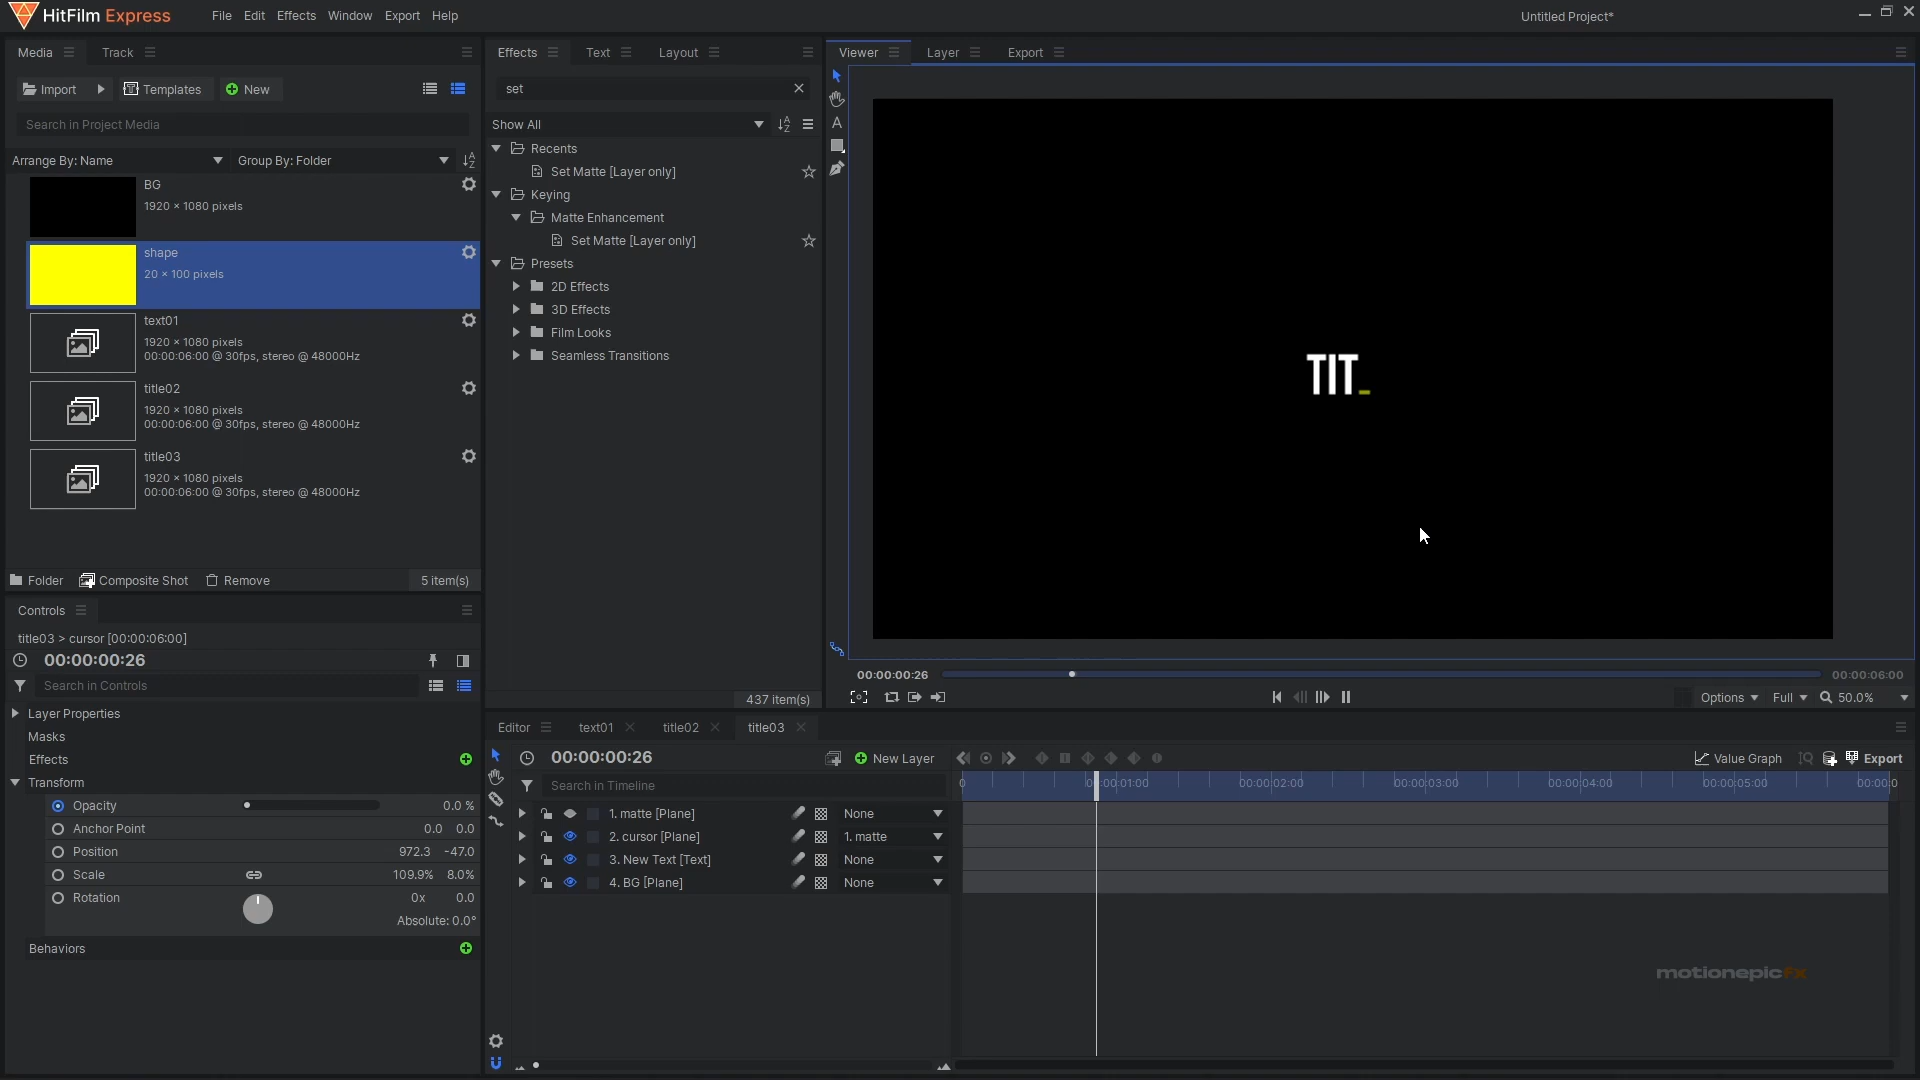 HitFilm Express
File Edit Effects Window Export Help
Untitled Project*
Media
Track
Import
Templates
New
Search in Project Media
Arrange By: Name
Group By: Folder
BG
1920 × 1080 pixels
shape
20 × 100 pixels
text01
1920 × 1080 pixels
00:00:06:00 @ 30fps, stereo @ 48000Hz
title02
1920 × 1080 pixels
00:00:06:00 @ 30fps, stereo @ 48000Hz
title03
1920 × 1080 pixels
00:00:06:00 @ 30fps, stereo @ 48000Hz
Folder
Composite Shot
Remove
5 item(s)
Effects
Text
Layout
set
Show All
Recents
Set Matte [Layer only]
Keying
Matte Enhancement
Set Matte [Layer only]
Presets
2D Effects
3D Effects
Film Looks
Seamless Transitions
437 item(s)
Viewer
Layer
Export
A
TIT_
00:00:00:26
00:00:06:00
Options
Full
50.0%
Controls
title03 > cursor [00:00:06:00]
00:00:00:26
Search in Controls
Layer Properties
Masks
Effects
Transform
Opacity 0.0 %
Anchor Point 0.0 0.0
Position 972.3 -47.0
Scale 109.9% 8.0%
Rotation 0x 0.0
Absolute: 0.0°
Behaviors
Editor
text01
title02
title03
00:00:00:26
New Layer
Value Graph
Export
Search in Timeline
0 00:00:01:00 00:00:02:00 00:00:03:00 00:00:04:00 00:00:05:00 00:00:0
1. matte [Plane] None
2. cursor [Plane] 1. matte
3. New Text [Text] None
4. BG [Plane] None
motionepicfx